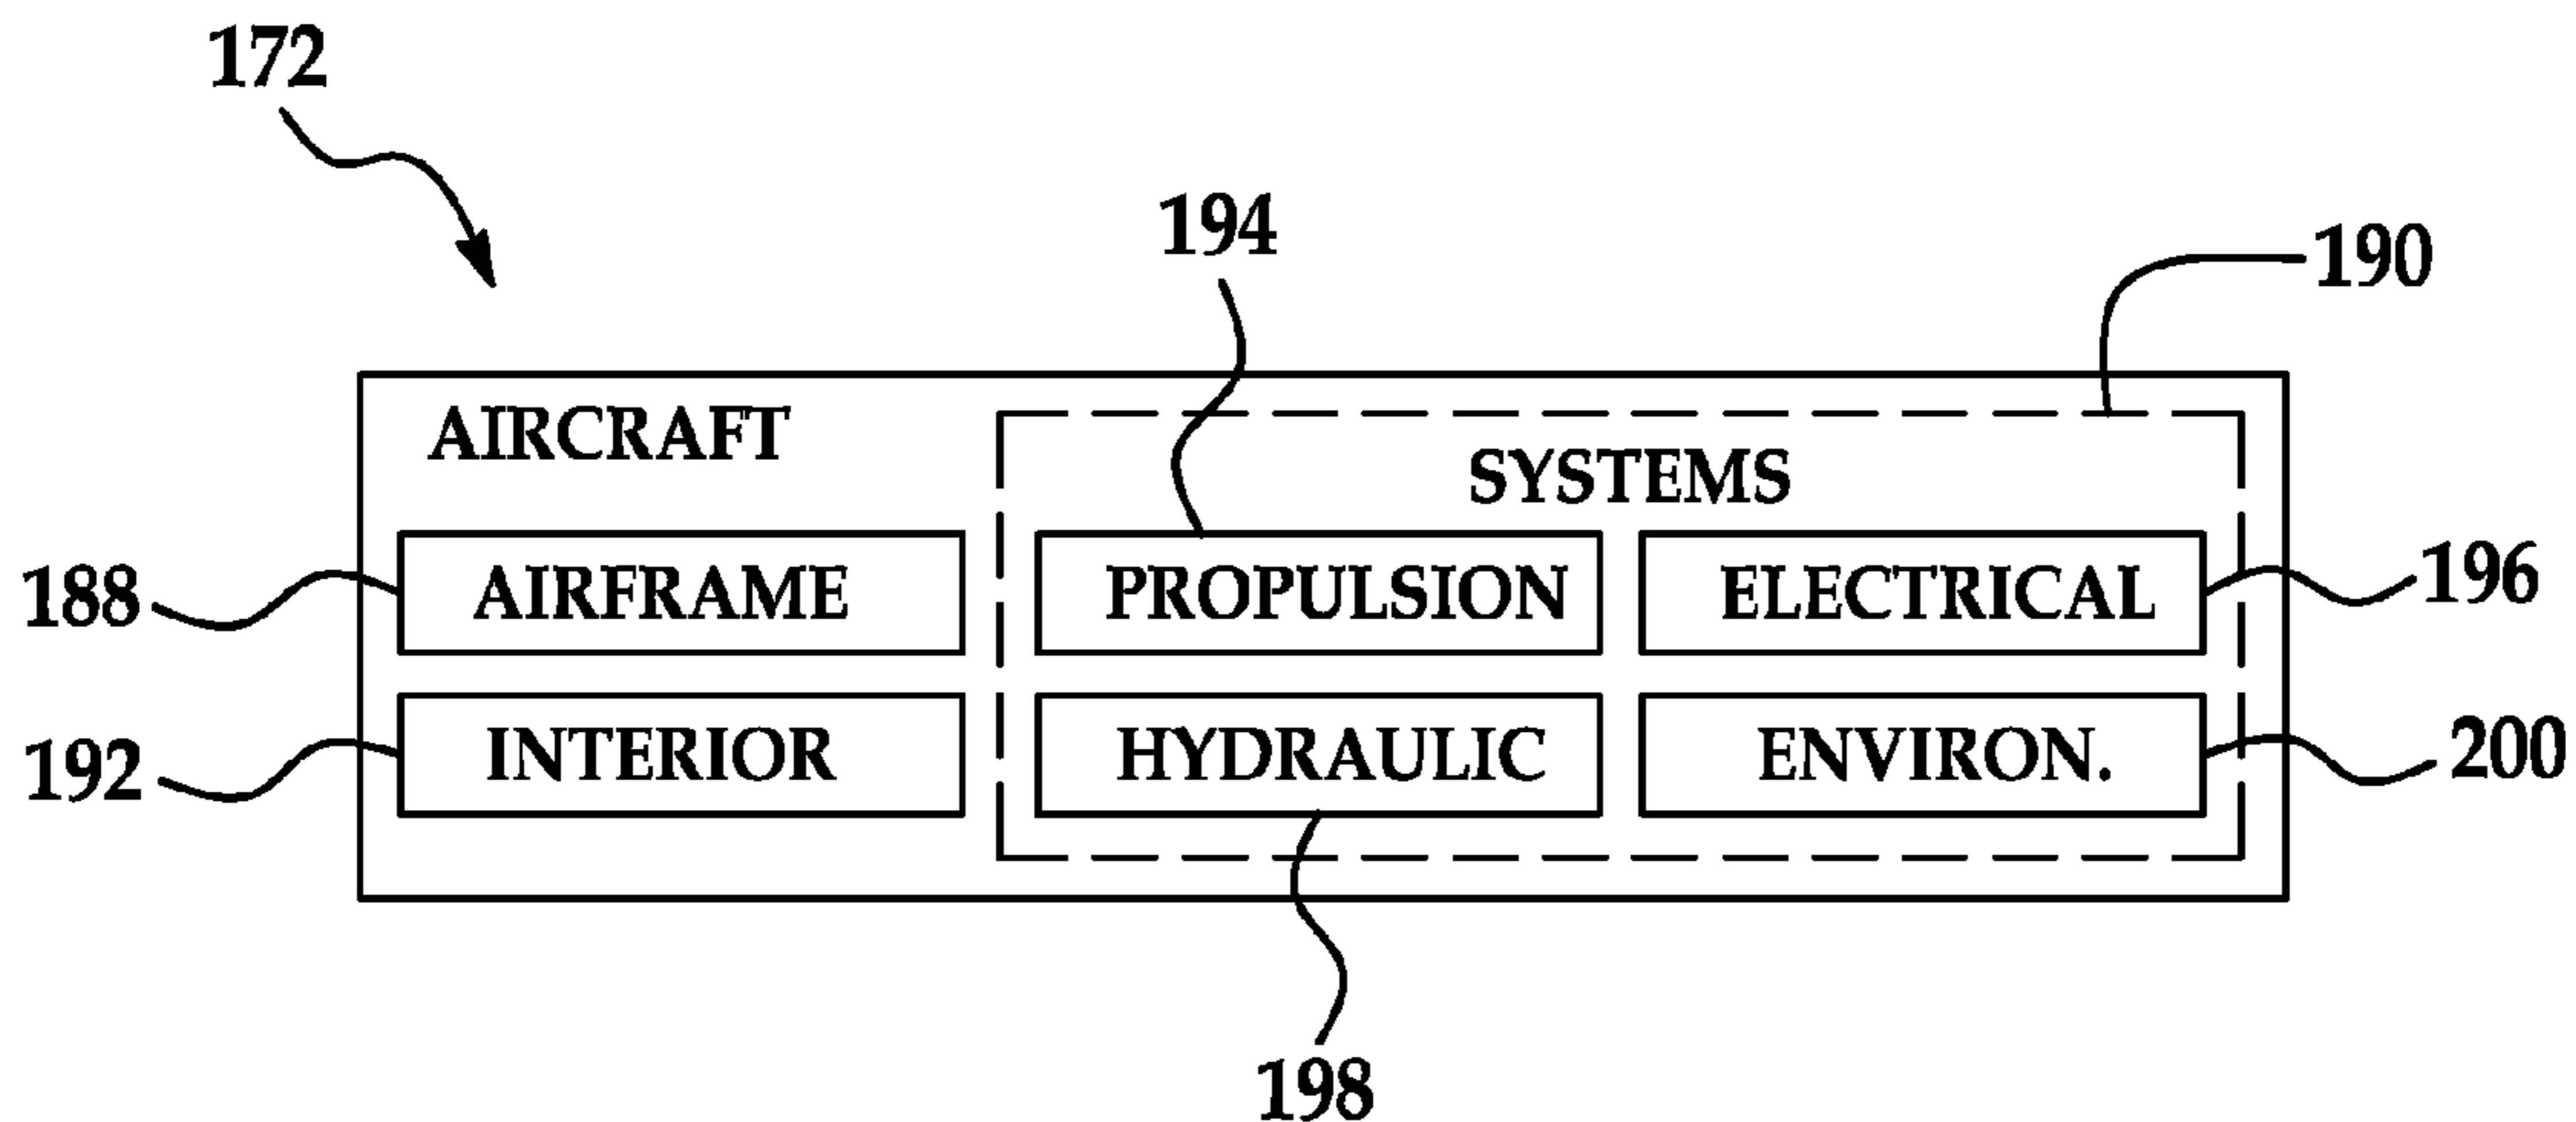 172
194
190
AIRCRAFT
SYSTEMS
188
AIRFRAME
PROPULSION
ELECTRICAL
196
192
INTERIOR
HYDRAULIC
ENVIRON.
200
198